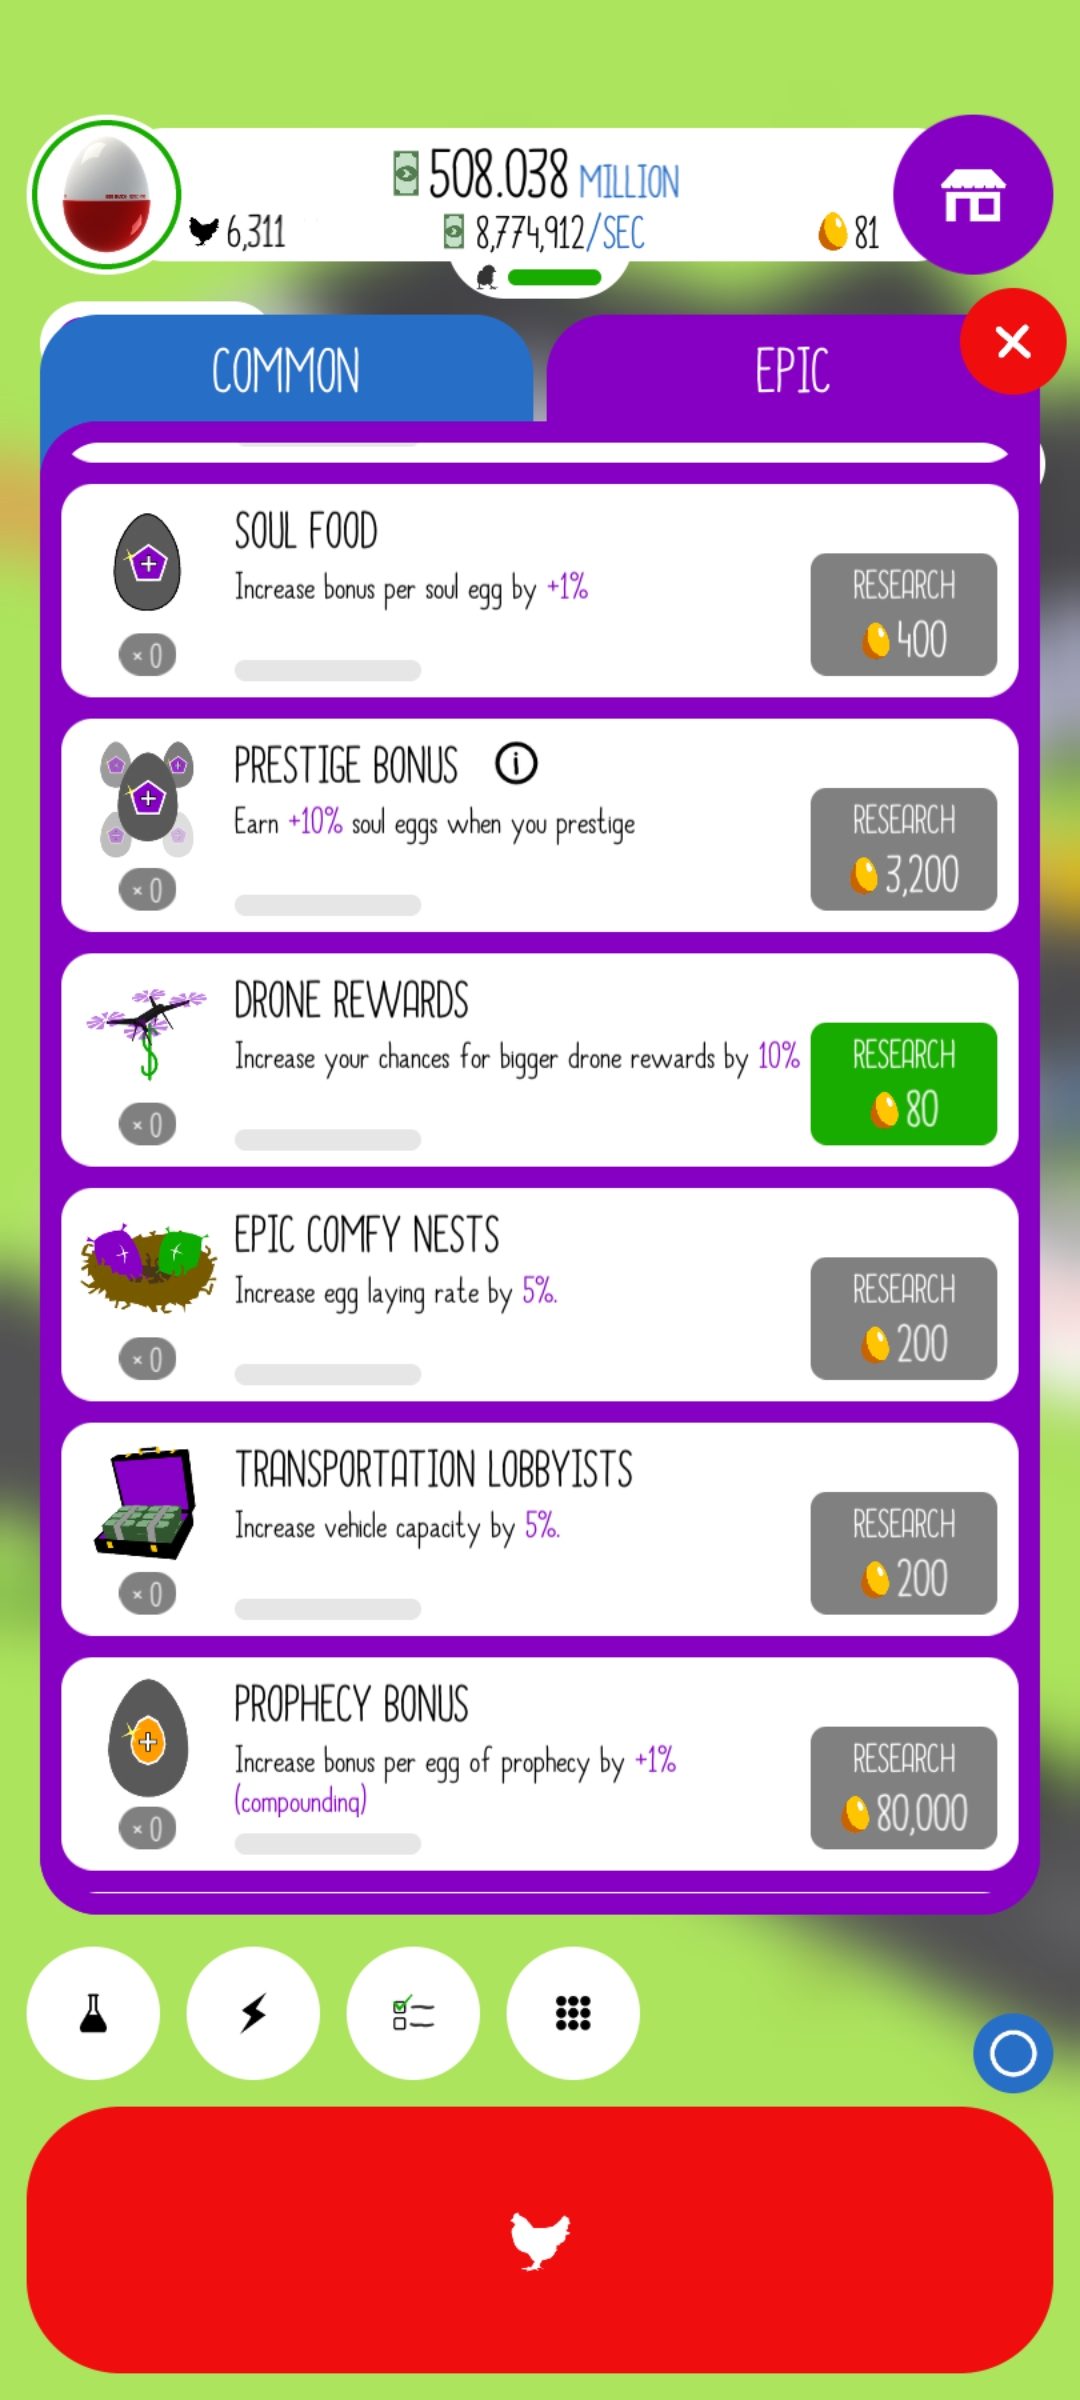 508.038 MILLION
6,311
8,774,912/SEC
81
COMMON
EPIC
SOUL FOOD
Increase bonus per soul egg by +1%
× 0
RESEARCH
400
PRESTIGE BONUS i
Earn +10% soul eggs when you prestige
× 0
RESEARCH
3,200
DRONE REWARDS
Increase your chances for bigger drone rewards by 10%
× 0
RESEARCH
80
EPIC COMFY NESTS
Increase egg laying rate by 5%.
× 0
RESEARCH
200
TRANSPORTATION LOBBYISTS
Increase vehicle capacity by 5%.
× 0
RESEARCH
200
PROPHECY BONUS
Increase bonus per egg of prophecy by +1%
(compounding)
× 0
RESEARCH
80,000